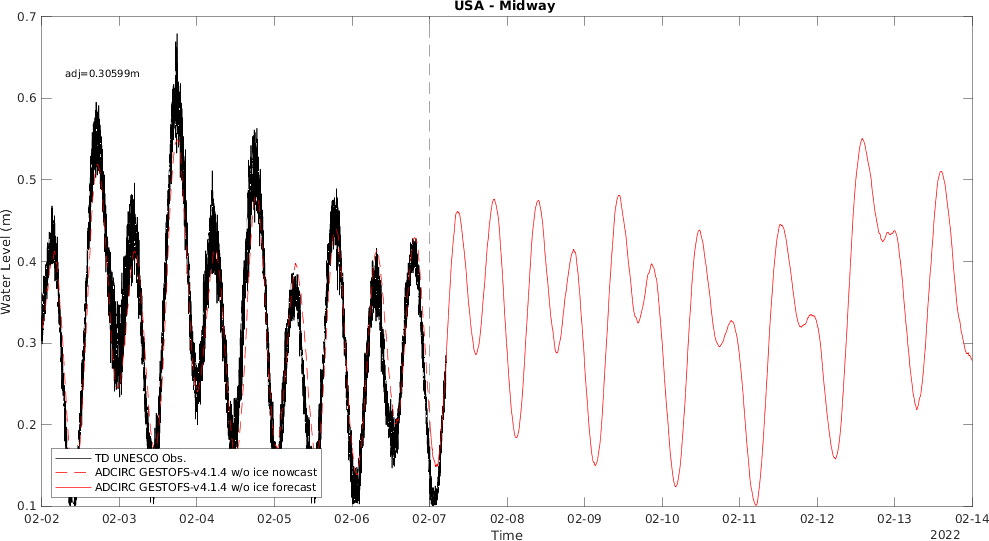 USA - Midway
adj=0.30599m
Water Level (m)
0.7
0.6
0.5
0.4
0.3
0.2
0.1
TD UNESCO Obs.
ADCIRC GESTOFS-v4.1.4 w/o ice nowcast
ADCIRC GESTOFS-v4.1.4 w/o ice forecast
02-02 02-03 02-04 02-05 02-06 02-07 02-08 02-09 02-10 02-11 02-12 02-13 02-14
Time
2022